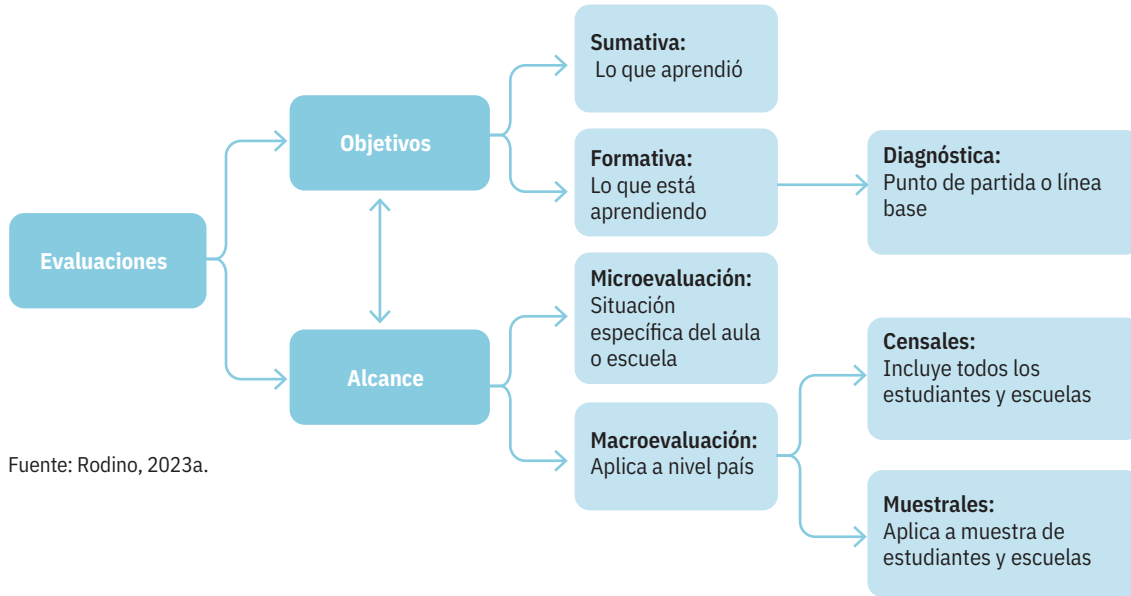 Evaluaciones
Objetivos
Alcance
Sumativa:
Lo que aprendió
Formativa:
Lo que está
aprendiendo
Diagnóstica:
Punto de partida o línea
base
Microevaluación:
Situación
específica del aula
o escuela
Macroevaluación:
Aplica a nivel país
Censales:
Incluye todos los
estudiantes y escuelas
Muestrales:
Aplica a muestra de
estudiantes y escuelas
Fuente: Rodino, 2023a.